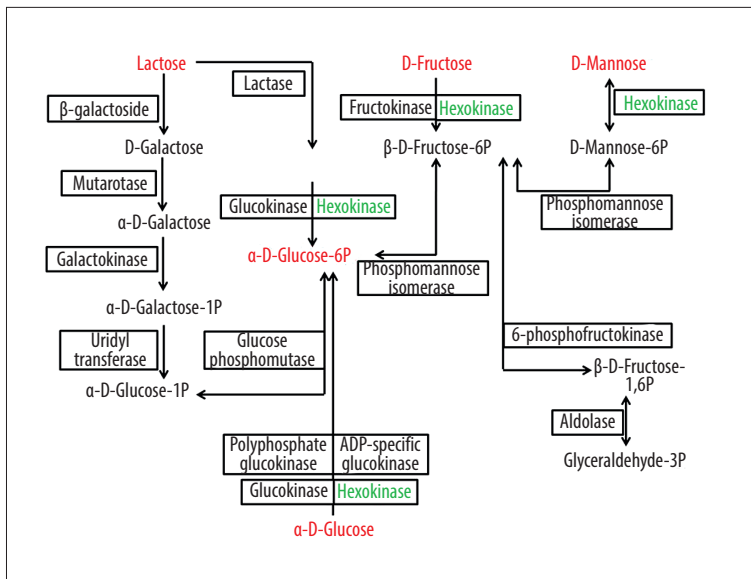 Lactose
D-Fructose
D-Mannose
Lactase
β-galactoside
Fructokinase Hexokinase
Hexokinase
D-Galactose
β-D-Fructose-6P
D-Mannose-6P
Mutarotase
Glucokinase Hexokinase
Phosphomannose
isomerase
α-D-Galactose
Galactokinase
α-D-Glucose-6P
Phosphomannose
isomerase
α-D-Galactose-1P
Uridyl
transferase
Glucose
phosphomutase
6-phosphofructokinase
α-D-Glucose-1P
β-D-Fructose-
1,6P
Aldolase
Polyphosphate
glucokinase
ADP-specific
glucokinase
Glyceraldehyde-3P
Glucokinase Hexokinase
α-D-Glucose